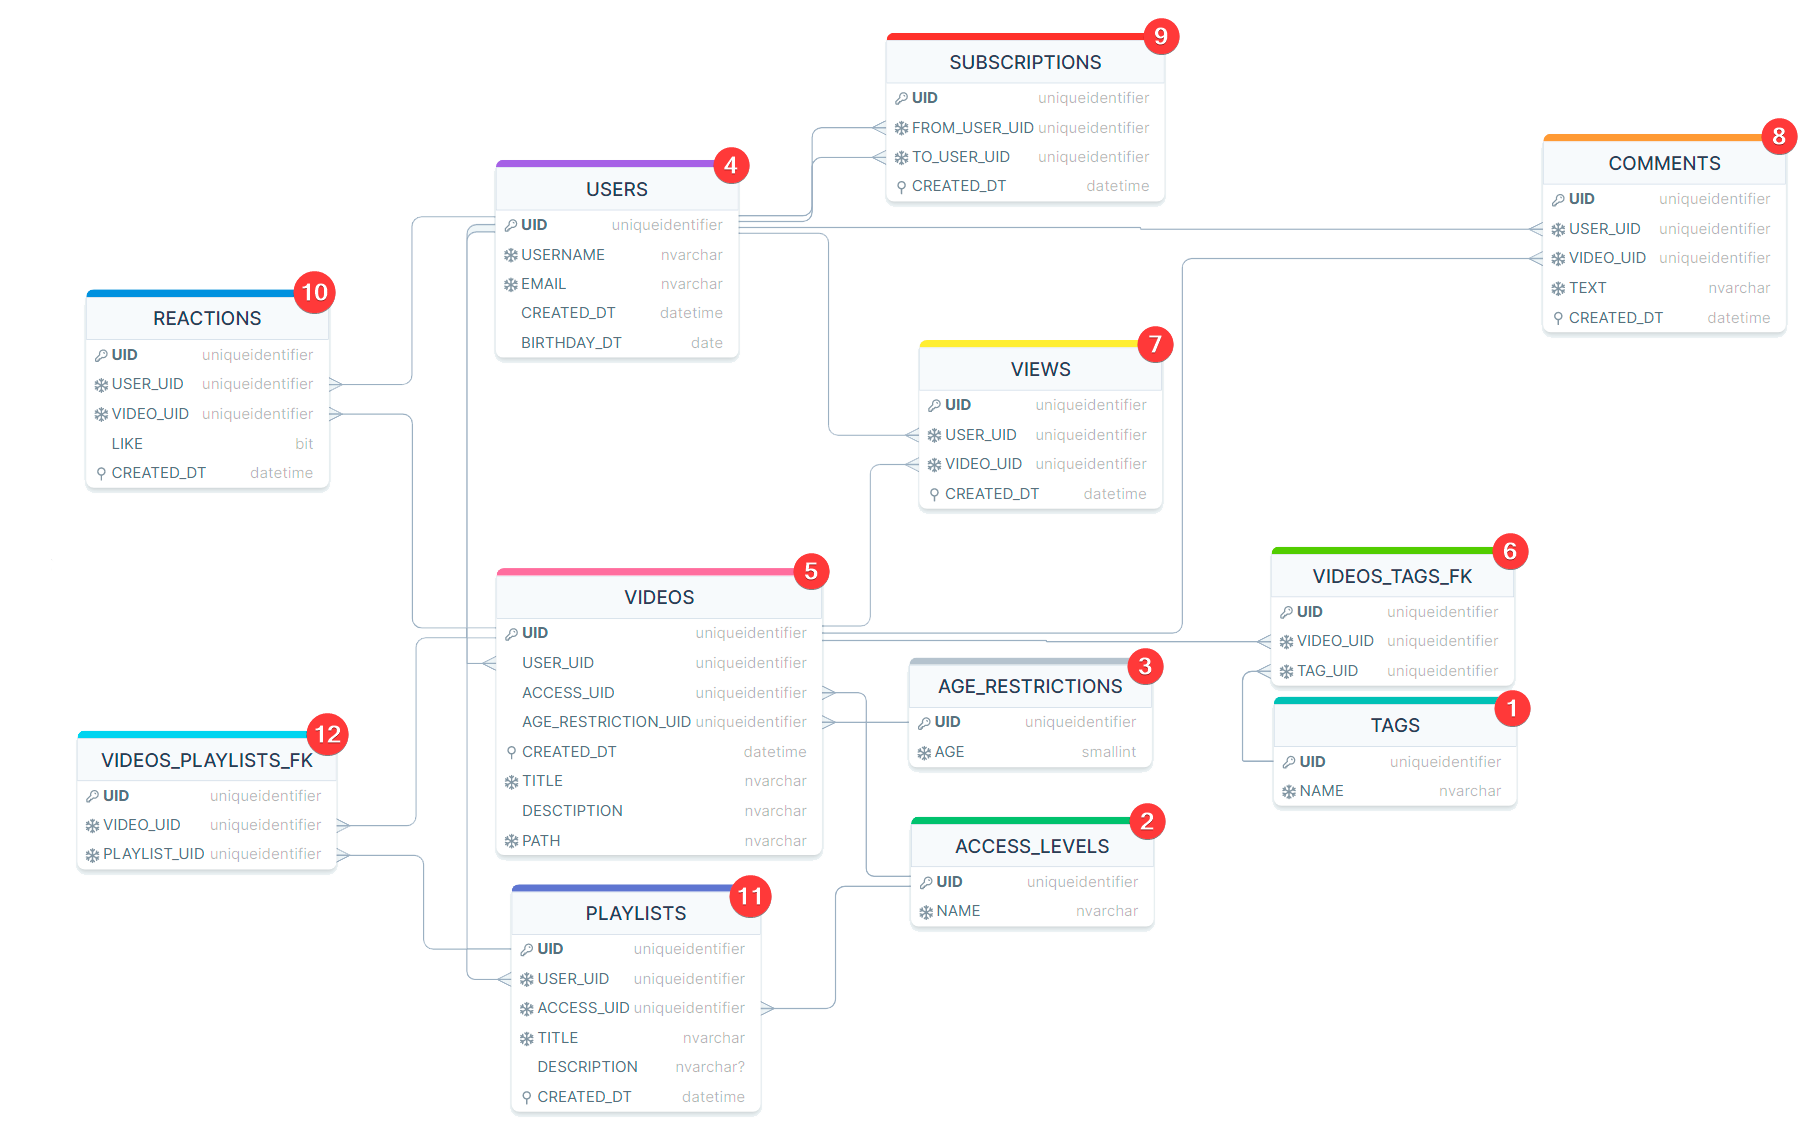 9
SUBSCRIPTIONS
UID uniqueidentifier
FROM_USER_UID uniqueidentifier
TO_USER_UID uniqueidentifier
CREATED_DT datetime
8
COMMENTS
UID uniqueidentifier
USER_UID uniqueidentifier
VIDEO_UID uniqueidentifier
TEXT nvarchar
CREATED_DT datetime
4
USERS
UID uniqueidentifier
USERNAME nvarchar
EMAIL nvarchar
CREATED_DT datetime
BIRTHDAY_DT date
10
REACTIONS
UID uniqueidentifier
USER_UID uniqueidentifier
VIDEO_UID uniqueidentifier
LIKE bit
CREATED_DT datetime
7
VIEWS
UID uniqueidentifier
USER_UID uniqueidentifier
VIDEO_UID uniqueidentifier
CREATED_DT datetime
6
VIDEOS_TAGS_FK
UID uniqueidentifier
VIDEO_UID uniqueidentifier
TAG_UID uniqueidentifier
5
VIDEOS
UID uniqueidentifier
USER_UID uniqueidentifier
ACCESS_UID uniqueidentifier
AGE_RESTRICTION_UID uniqueidentifier
CREATED_DT datetime
TITLE nvarchar
DESCTIPTION nvarchar
PATH nvarchar
3
AGE_RESTRICTIONS
UID uniqueidentifier
AGE smallint
1
TAGS
UID uniqueidentifier
NAME nvarchar
12
VIDEOS_PLAYLISTS_FK
UID uniqueidentifier
VIDEO_UID uniqueidentifier
PLAYLIST_UID uniqueidentifier
2
ACCESS_LEVELS
UID uniqueidentifier
NAME nvarchar
11
PLAYLISTS
UID uniqueidentifier
USER_UID uniqueidentifier
ACCESS_UID uniqueidentifier
TITLE nvarchar
DESCRIPTION nvarchar?
CREATED_DT datetime